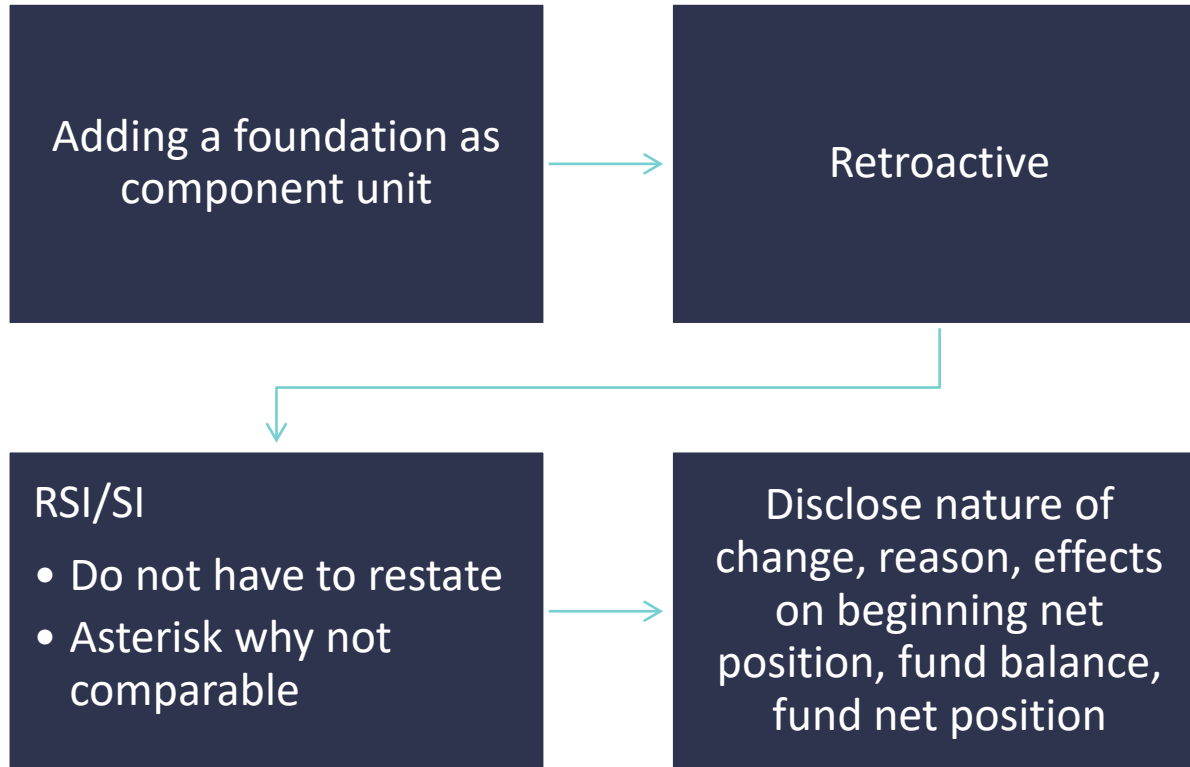 Adding a foundation as
component unit
Retroactive
RSI/SI
• Do not have to restate
• Asterisk why not
comparable
Disclose nature of
change, reason, effects
on beginning net
position, fund balance,
fund net position